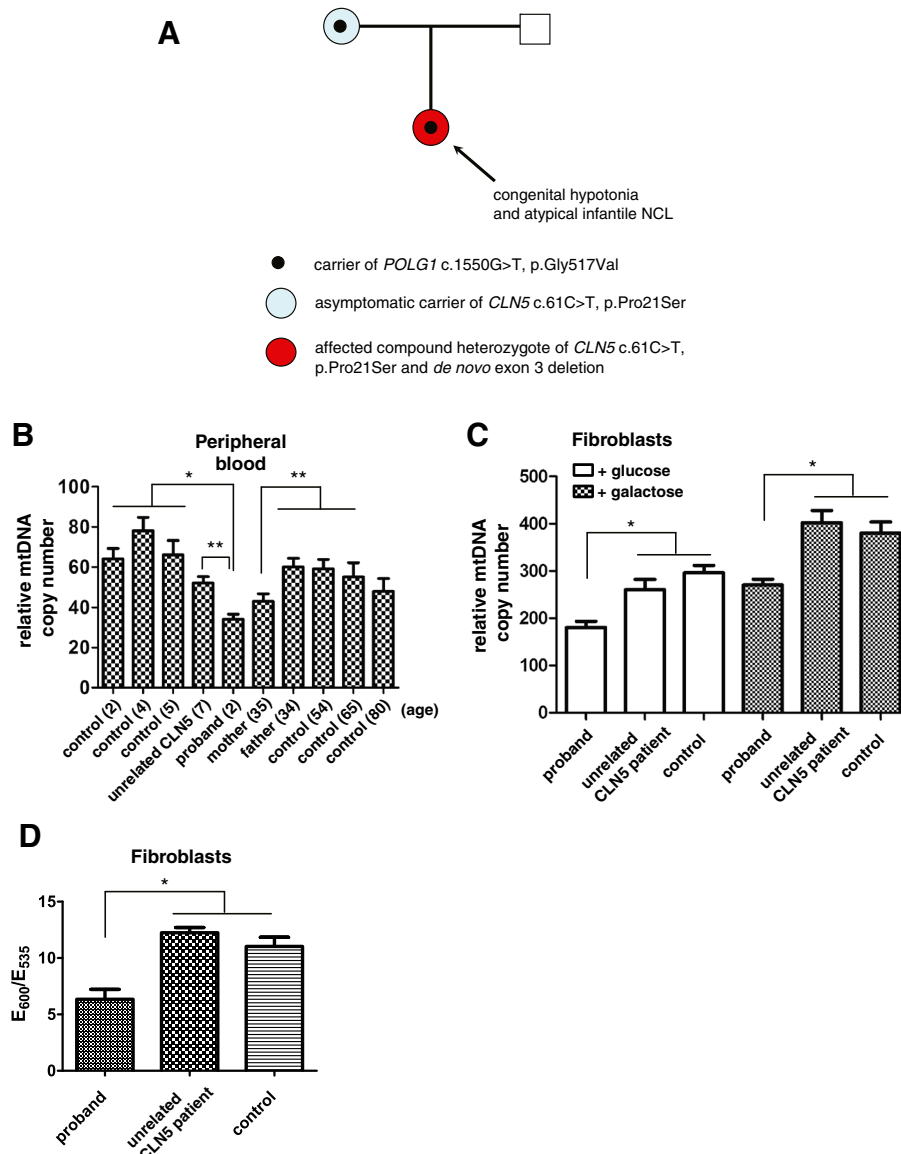 A
congenital hypotonia
and atypical infantile NCL
carrier of POLG1 c.1550G>T, p.Gly517Val
asymptomatic carrier of CLN5 c.61C>T, p.Pro21Ser
affected compound heterozygote of CLN5 c.61C>T,
p.Pro21Ser and de novo exon 3 deletion
B
Peripheral
blood
relative mtDNA
copy number
100
80
60
40
20
0
*
**
**
control (2)
control (4)
control (5)
unrelated CLN5 (7)
proband (2)
mother (35)
father (34)
control (54)
control (65)
control (80)
(age)
C
Fibroblasts
+ glucose
+ galactose
relative mtDNA
copy number
500
400
300
200
100
0
*
*
proband
unrelated
CLN5 patient
control
proband
unrelated
CLN5 patient
control
D
Fibroblasts
*
E600/E535
15
10
5
0
proband
unrelated
CLN5 patient
control